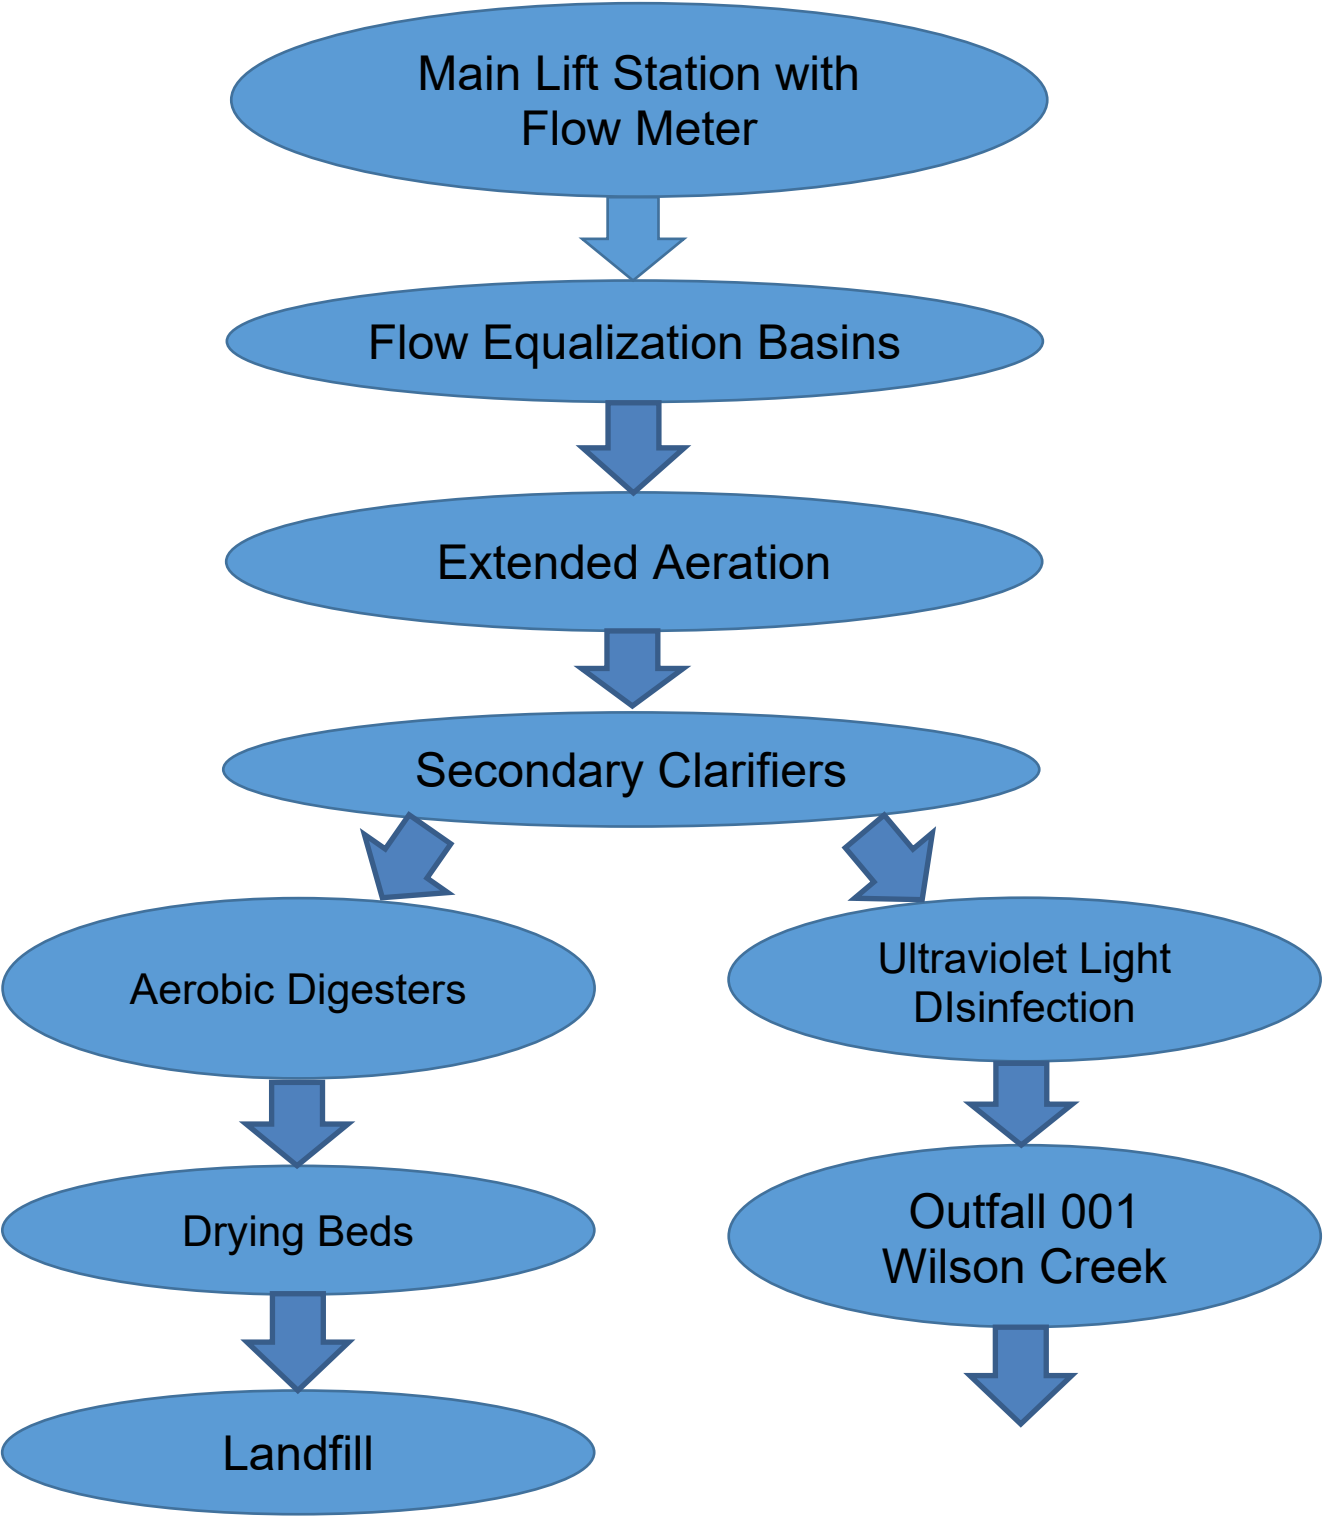 Main Lift Station with
Flow Meter
Flow Equalization Basins
Extended Aeration
Secondary Clarifiers
Aerobic Digesters
Ultraviolet Light
DIsinfection
Drying Beds
Outfall 001
Wilson Creek
Landfill